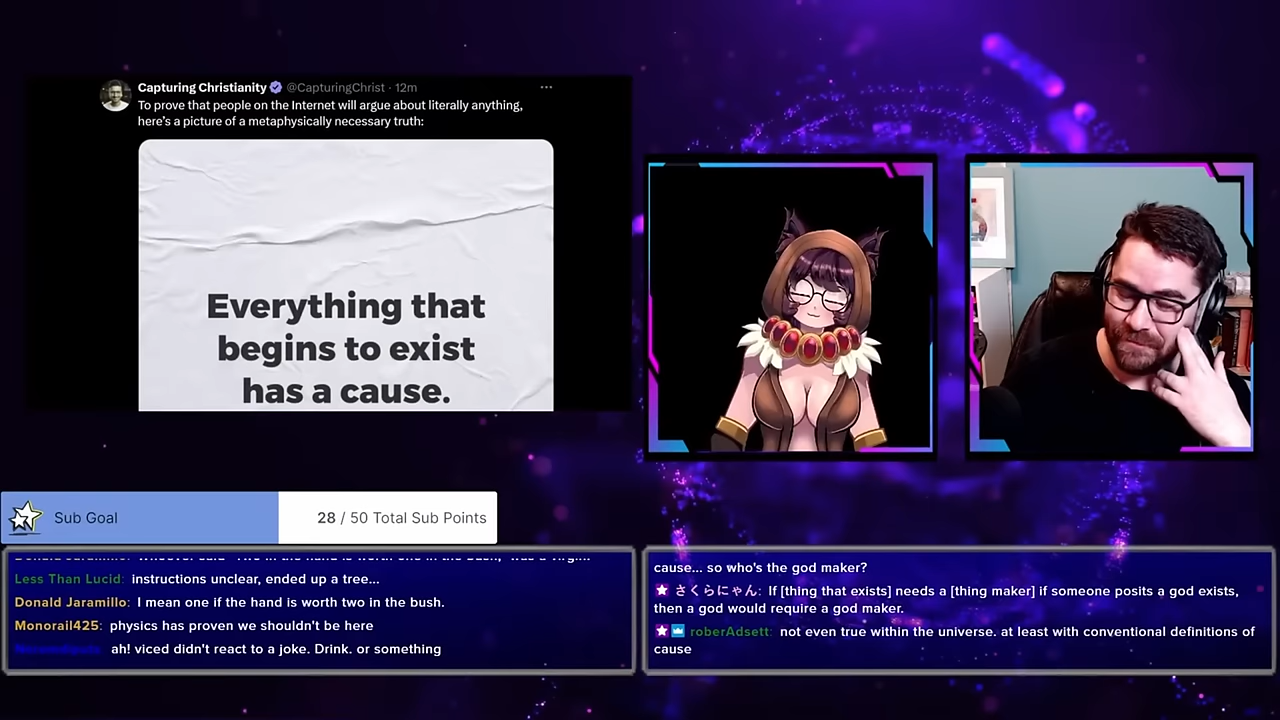 Capturing Christianity @CapturingChrist · 12m
To prove that people on the Internet will argue about literally anything,
here's a picture of a metaphysically necessary truth:
Everything that
begins to exist
has a cause.
Sub Goal
28 / 50 Total Sub Points
Less Than Lucid: instructions unclear, ended up a tree...
Donald Jaramillo: I mean one if the hand is worth two in the bush.
Monorail425: physics has proven we shouldn't be here
ah! viced didn't react to a joke. Drink. or something
cause... so who's the god maker?
さくらにゃん: If [thing that exists] needs a [thing maker] if someone posits a god exists,
then a god would require a god maker.
roberAdsett: not even true within the universe. at least with conventional definitions of
cause